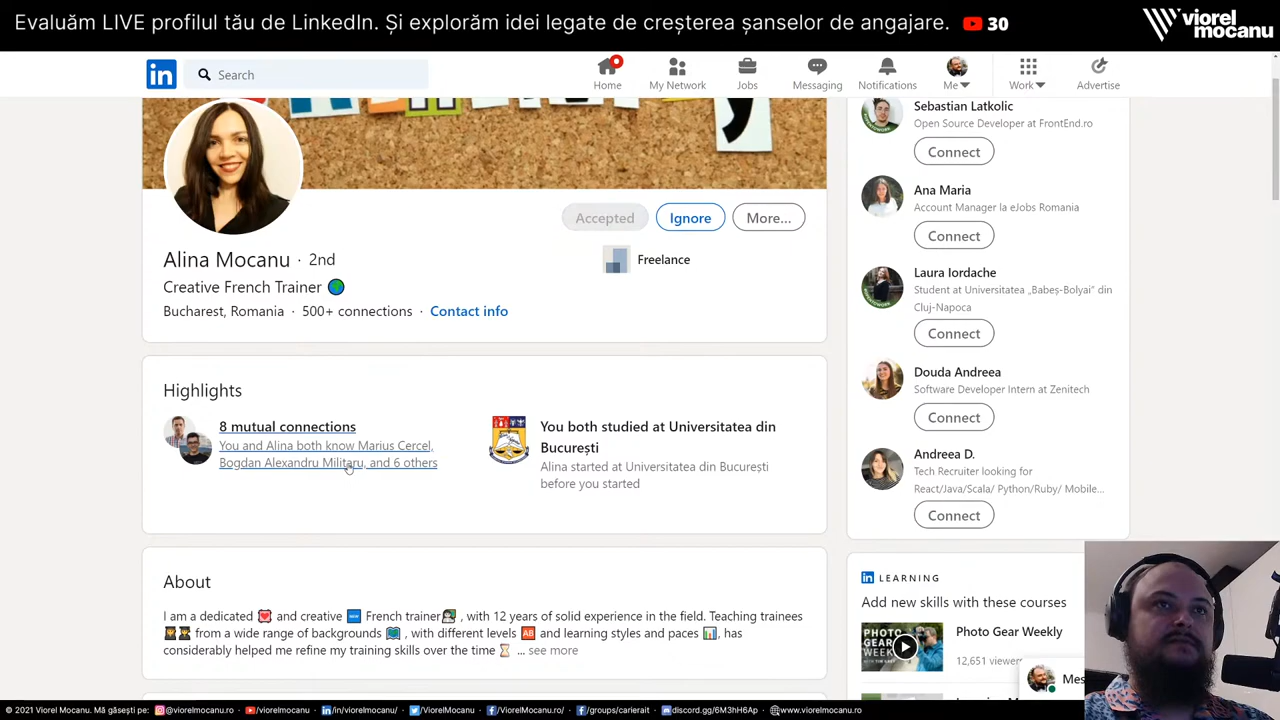 Evaluăm LIVE profilul tău de LinkedIn. Și explorăm idei legate de creșterea șanselor de angajare. 30
viorel
mocanu
in
Search
Home
My Network
Jobs
Messaging
Notifications
Me
Work
Advertise
Accepted
Ignore
More...
Alina Mocanu · 2nd
Freelance
Creative French Trainer
Bucharest, Romania · 500+ connections · Contact info
Highlights
8 mutual connections
You and Alina both know Marius Cercel,
Bogdan Alexandru Militaru, and 6 others
You both studied at Universitatea din
București
Alina started at Universitatea din București
before you started
About
I am a dedicated and creative French trainer , with 12 years of solid experience in the field. Teaching trainees
from a wide range of backgrounds , with different levels AB and learning styles and paces , has
considerably helped me refine my training skills over the time ... see more
Sebastian Latkolic
Open Source Developer at FrontEnd.ro
Connect
Ana Maria
Account Manager la eJobs Romania
Connect
Laura Iordache
Student at Universitatea „Babeș-Bolyai” din
Cluj-Napoca
Connect
Douda Andreea
Software Developer Intern at Zenitech
Connect
Andreea D.
Tech Recruiter looking for
React/Java/Scala/ Python/Ruby/ Mobile...
Connect
in LEARNING
Add new skills with these courses
PHOTO
GEAR
WEEK
Photo Gear Weekly
12,651 viewers
Mes
© 2021 Viorel Mocanu. Mă găsești pe: @viorelmocanu.ro /viorelmocanu /in/viorelmocanu/ /ViorelMocanu /ViorelMocanu.ro/ /groups/carierait discord.gg/6M3hH6Ap www.viorelmocanu.ro